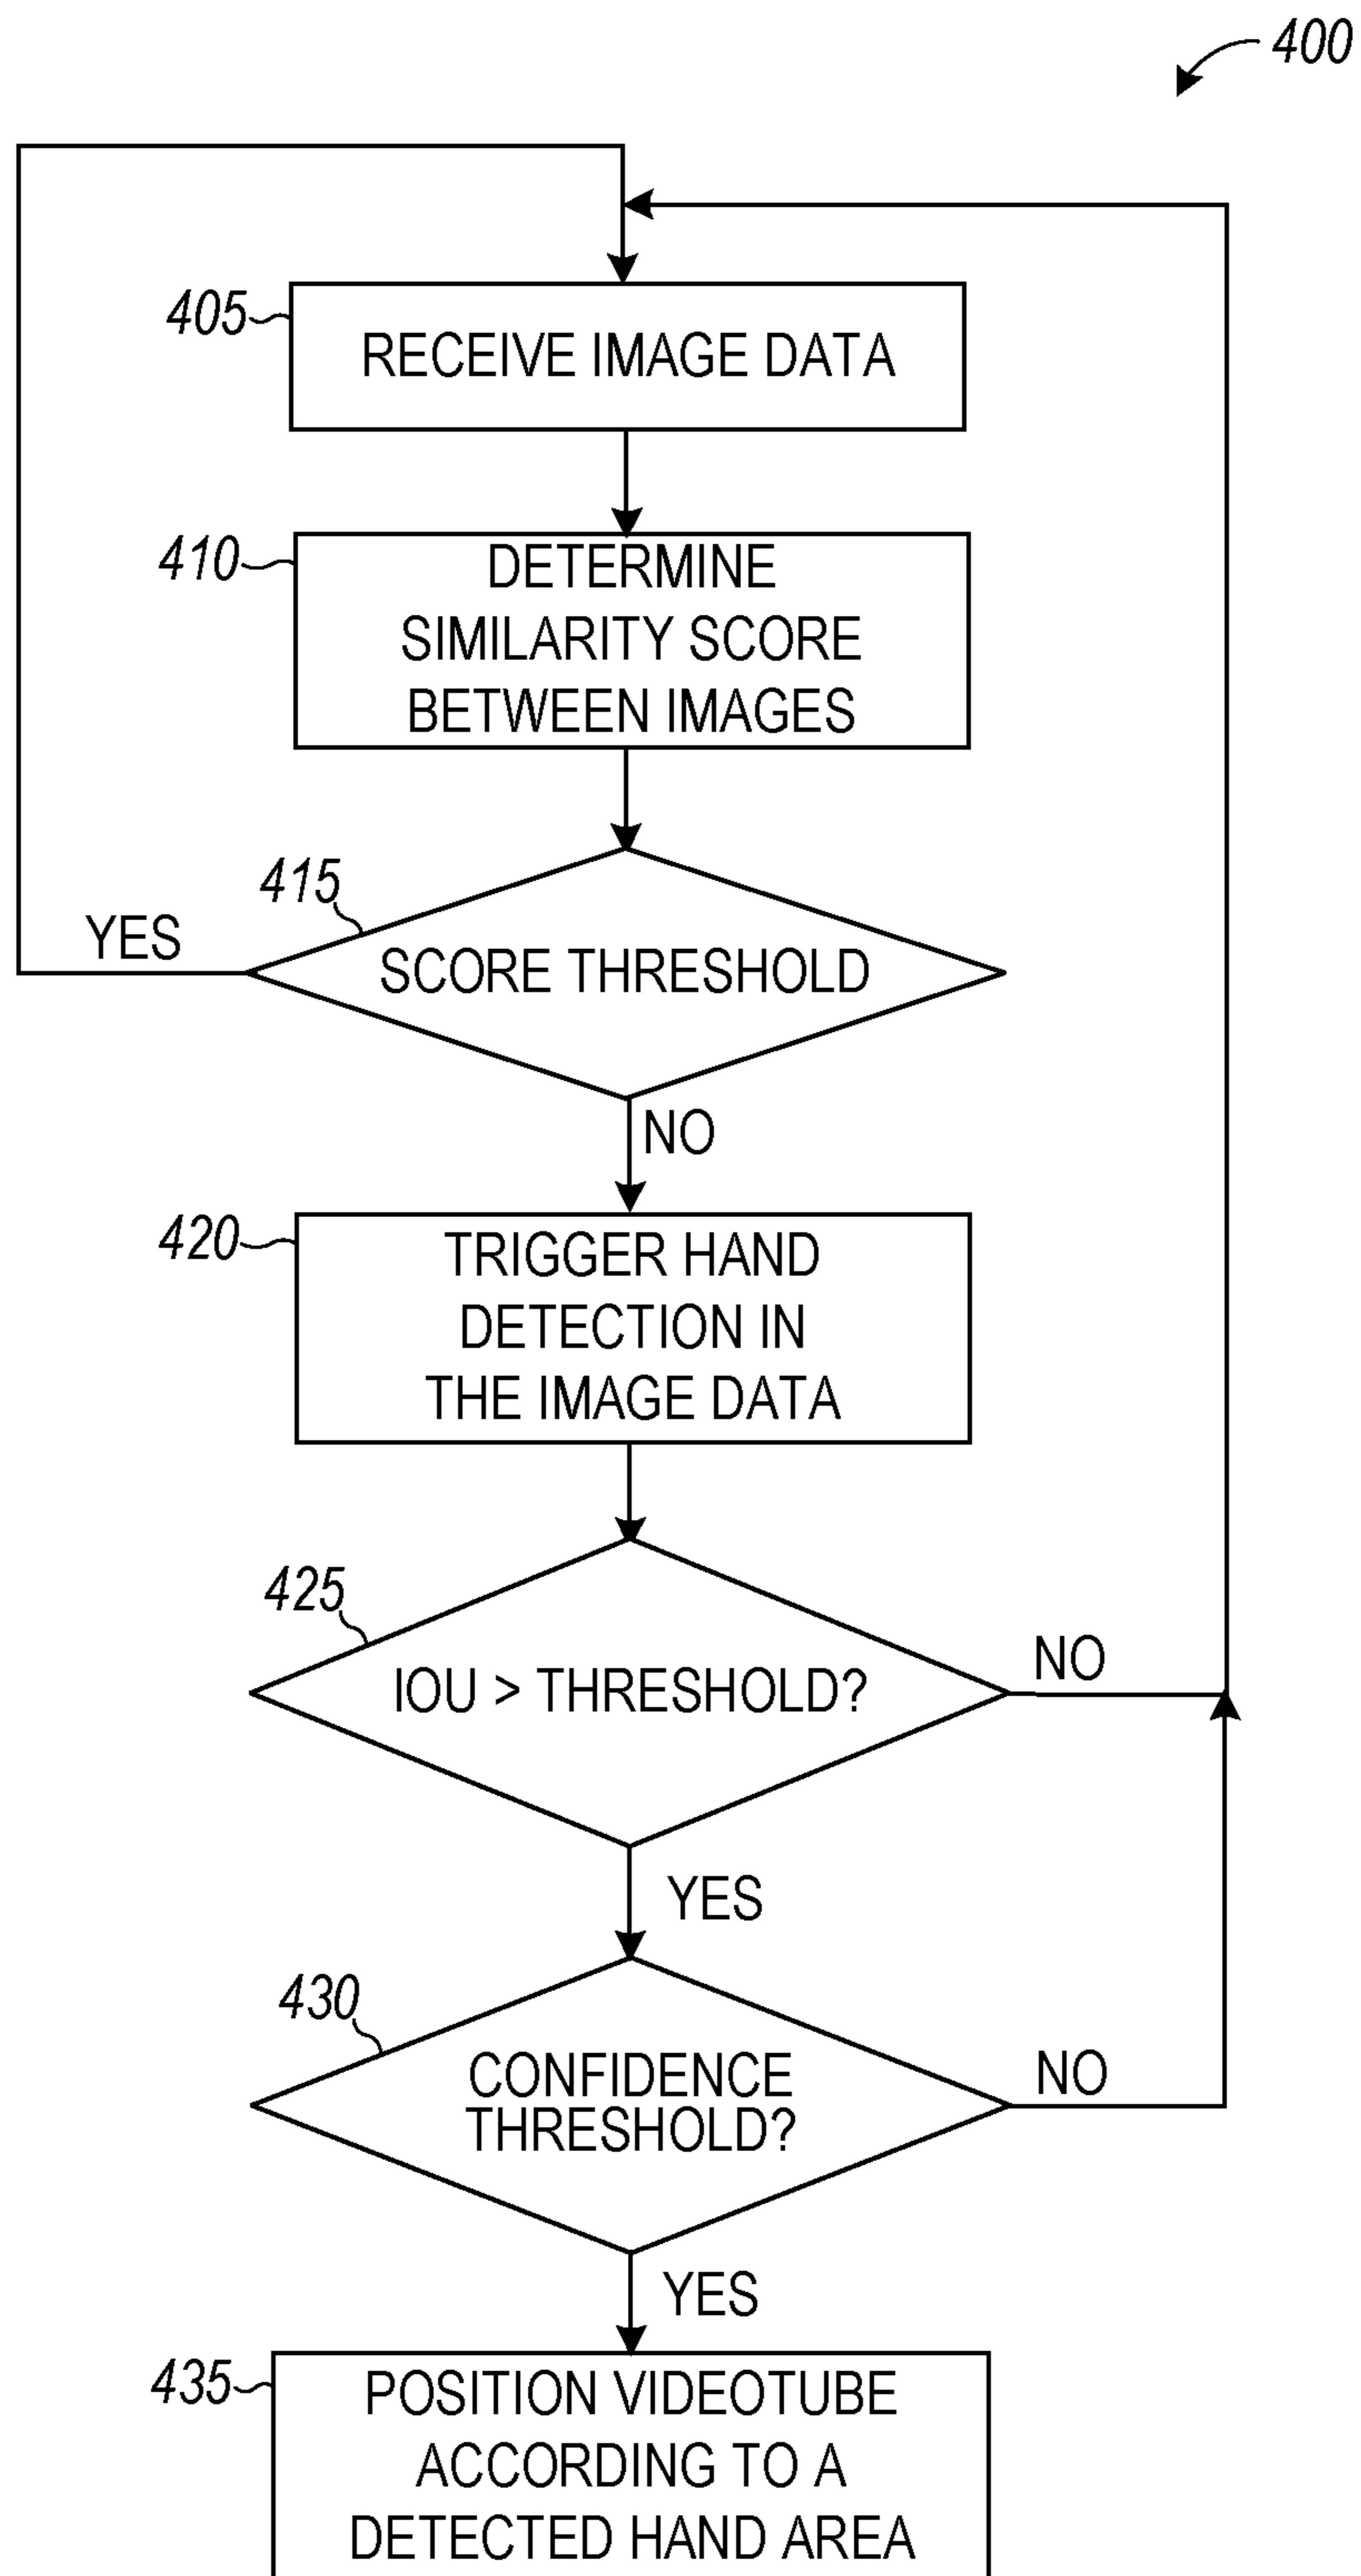 400
405
RECEIVE IMAGE DATA
410
DETERMINE
SIMILARITY SCORE
BETWEEN IMAGES
415
YES
SCORE THRESHOLD
NO
420
TRIGGER HAND
DETECTION IN
THE IMAGE DATA
425
IOU > THRESHOLD?
NO
YES
430
CONFIDENCE
THRESHOLD?
NO
YES
435
POSITION VIDEOTUBE
ACCORDING TO A
DETECTED HAND AREA